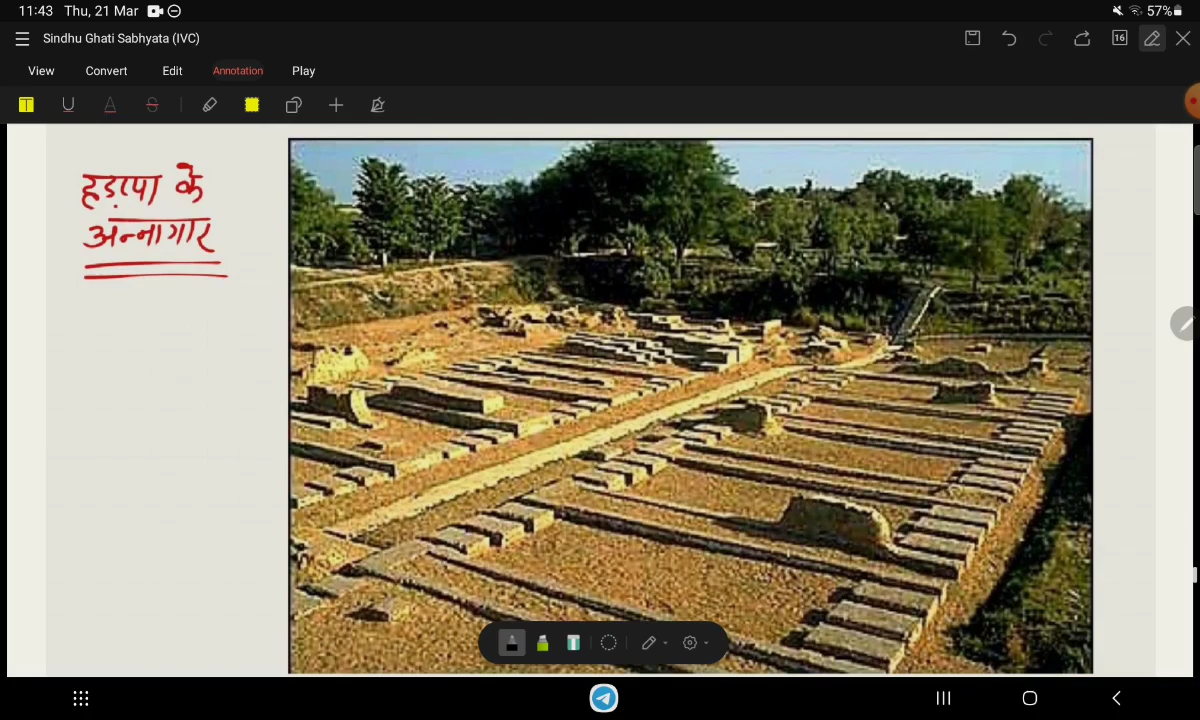 11:43 Thu, 21 Mar 57%
Sindhu Ghati Sabhyata (IVC)
16
View Convert Edit Annotation Play
T U A S
हड़प्पा के
अन्नागार